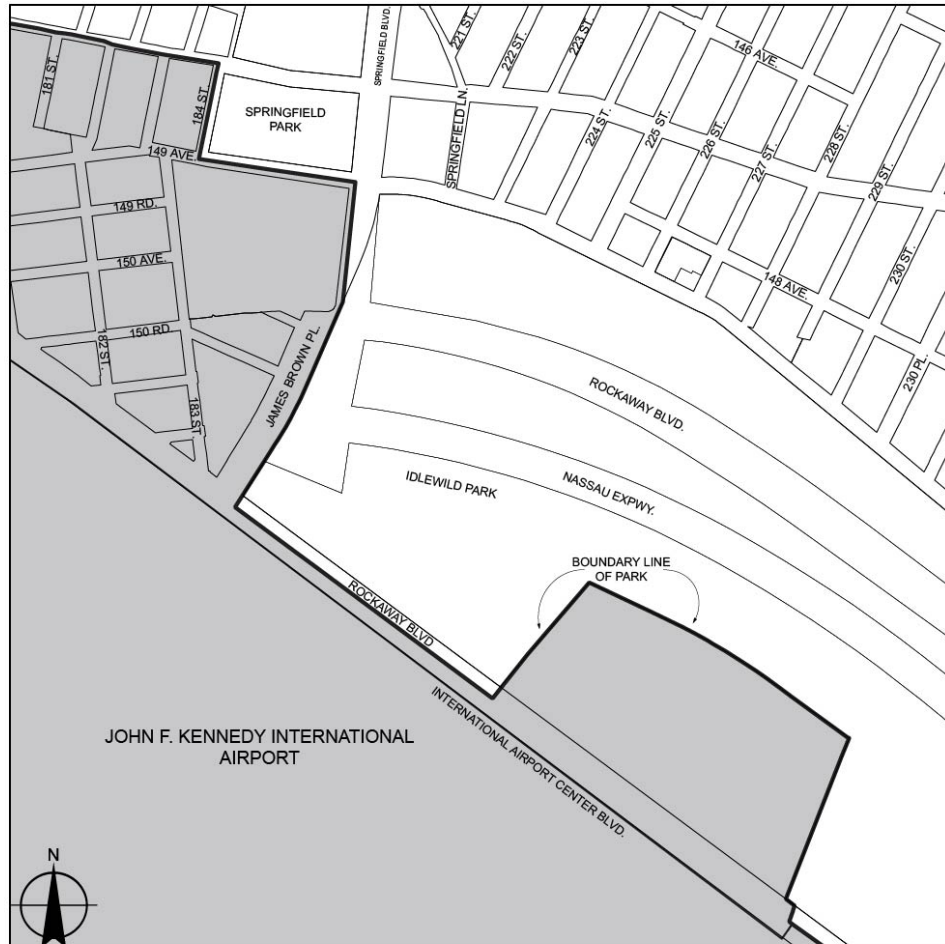 181 ST.
184 ST.
SPRINGFIELD
PARK
SPRINGFIELD BLVD.
221 ST.
222 ST.
223 ST.
146 AVE.
SPRINGFIELD LN.
224 ST.
225 ST.
226 ST.
227 ST.
228 ST.
229 ST.
230 ST.
230 PL.
148 AVE.
149 AVE.
149 RD.
150 AVE.
150 RD.
182 ST.
183 ST.
JAMES BROWN PL.
ROCKAWAY BLVD.
NASSAU EXPWY.
IDLEWILD PARK
BOUNDARY LINE
OF PARK
ROCKAWAY BLVD
INTERNATIONAL AIRPORT CENTER BLVD.
JOHN F. KENNEDY INTERNATIONAL
AIRPORT
N